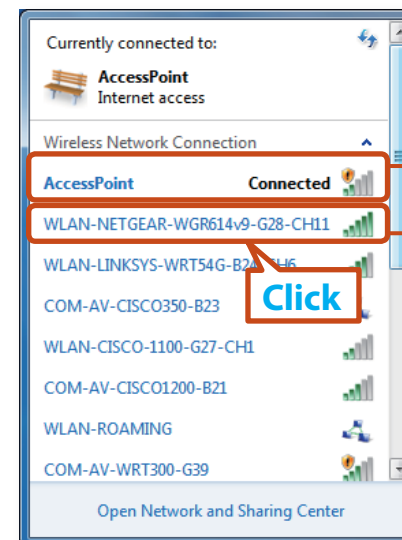 Currently connected to:
AccessPoint
Internet access
Wireless Network Connection
AccessPoint Connected
WLAN-NETGEAR-WGR614v9-G28-CH11
WLAN-LINKSYS-WRT54G-B24-CH6
Click
COM-AV-CISCO350-B23
WLAN-CISCO-1100-G27-CH1
COM-AV-CISCO1200-B21
WLAN-ROAMING
COM-AV-WRT300-G39
Open Network and Sharing Center